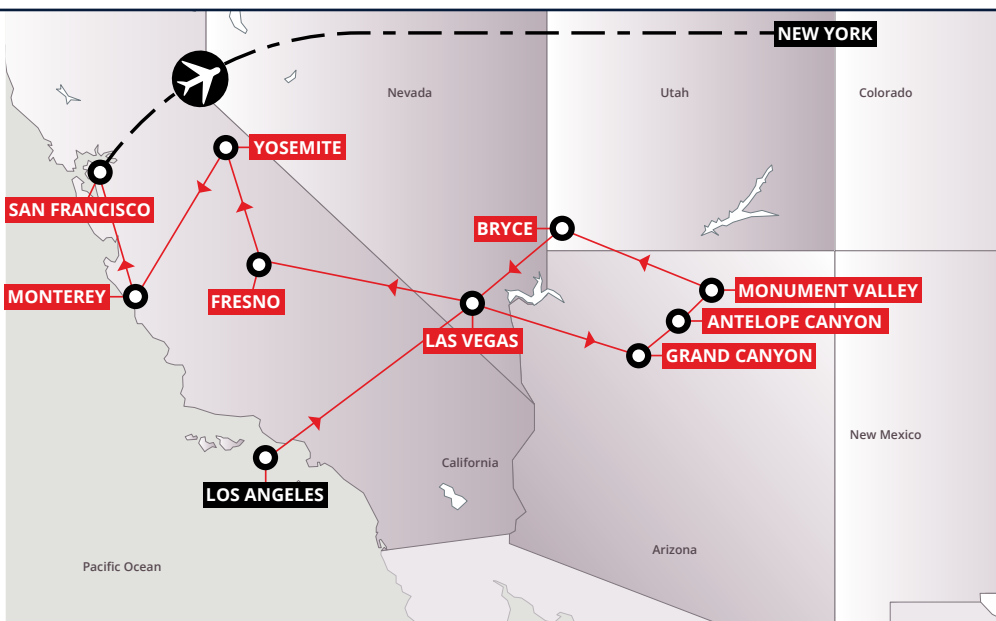 NEW YORK
Nevada
Utah
Colorado
YOSEMITE
SAN FRANCISCO
BRYCE
MONTEREY
FRESNO
MONUMENT VALLEY
ANTELOPE CANYON
LAS VEGAS
GRAND CANYON
New Mexico
California
LOS ANGELES
Arizona
Pacific Ocean